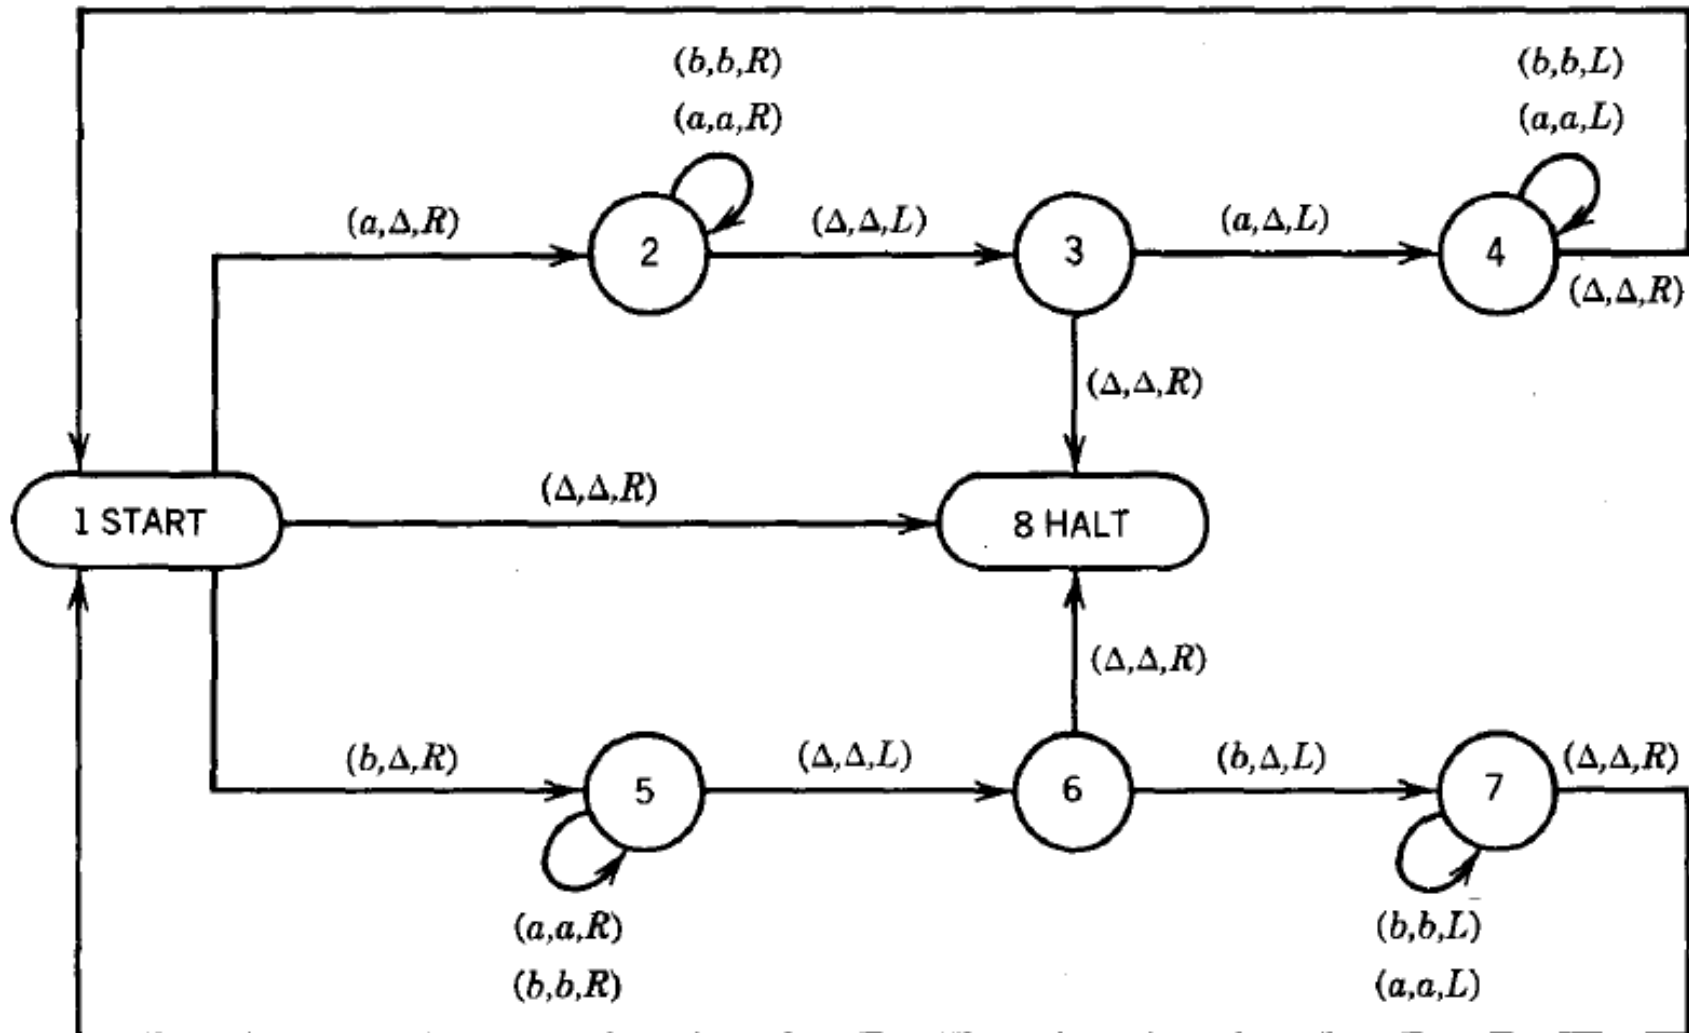 (b,b,R)
(b,b,L)
(a,a,R)
(a,a,L)
(a,Δ,R)
2
(Δ,Δ,L)
3
(a,Δ,L)
4
(Δ,Δ,R)
(Δ,Δ,R)
1 START
(Δ,Δ,R)
8 HALT
(Δ,Δ,R)
(b,Δ,R)
5
(Δ,Δ,L)
6
(b,Δ,L)
7
(Δ,Δ,R)
(a,a,R)
(b,b,L)
(b,b,R)
(a,a,L)